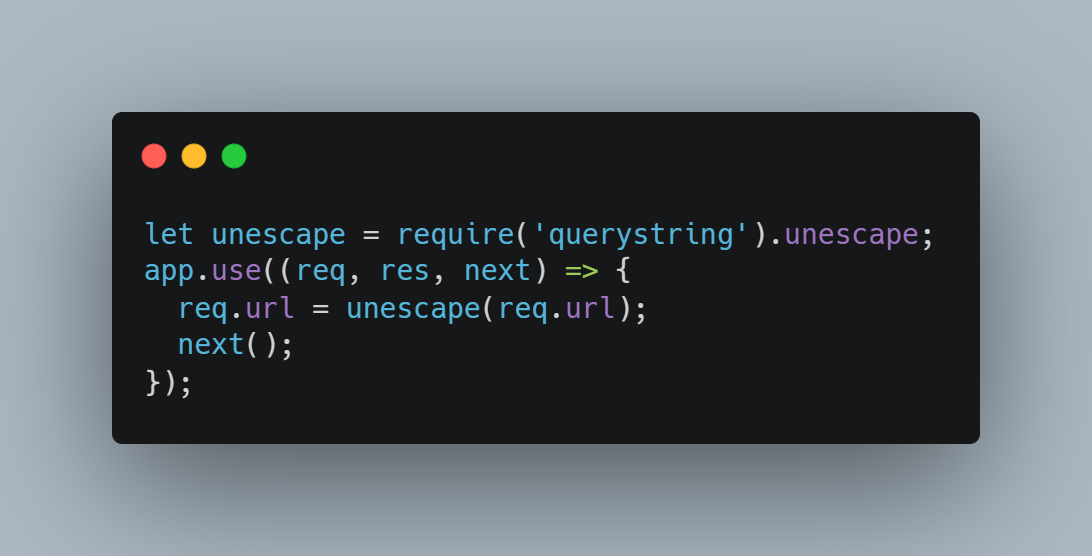 let unescape = require('querystring').unescape;
app.use((req, res, next) => {
  req.url = unescape(req.url);
  next();
});